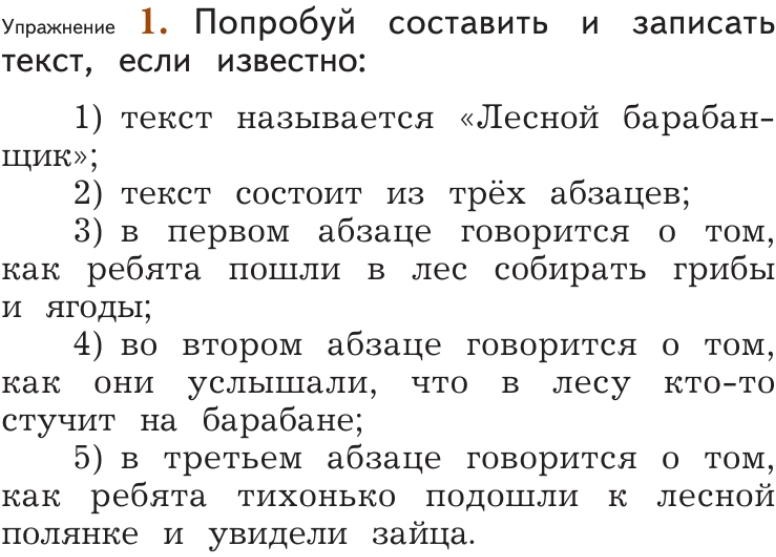 Упражнение 1. Попробуй составить и записать
текст, если известно:
1) текст называется «Лесной барабан-
щик»;
2) текст состоит из трёх абзацев;
3) в первом абзаце говорится о том,
как ребята пошли в лес собирать грибы
и ягоды;
4) во втором абзаце говорится о том,
как они услышали, что в лесу кто-то
стучит на барабане;
5) в третьем абзаце говорится о том,
как ребята тихонько подошли к лесной
полянке и увидели зайца.